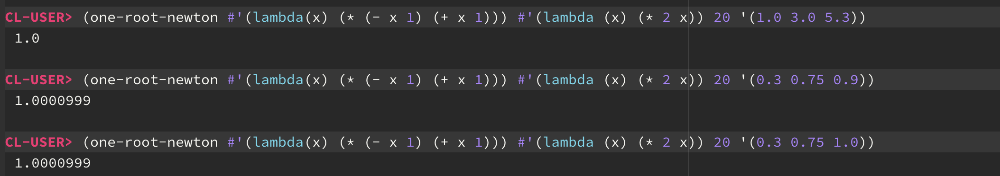 CL-USER> (one-root-newton #'(lambda(x) (* (- x 1) (+ x 1))) #'(lambda (x) (* 2 x)) 20 '(1.0 3.0 5.3))
1.0
CL-USER> (one-root-newton #'(lambda(x) (* (- x 1) (+ x 1))) #'(lambda (x) (* 2 x)) 20 '(0.3 0.75 0.9))
1.0000999
CL-USER> (one-root-newton #'(lambda(x) (* (- x 1) (+ x 1))) #'(lambda (x) (* 2 x)) 20 '(0.3 0.75 1.0))
1.0000999